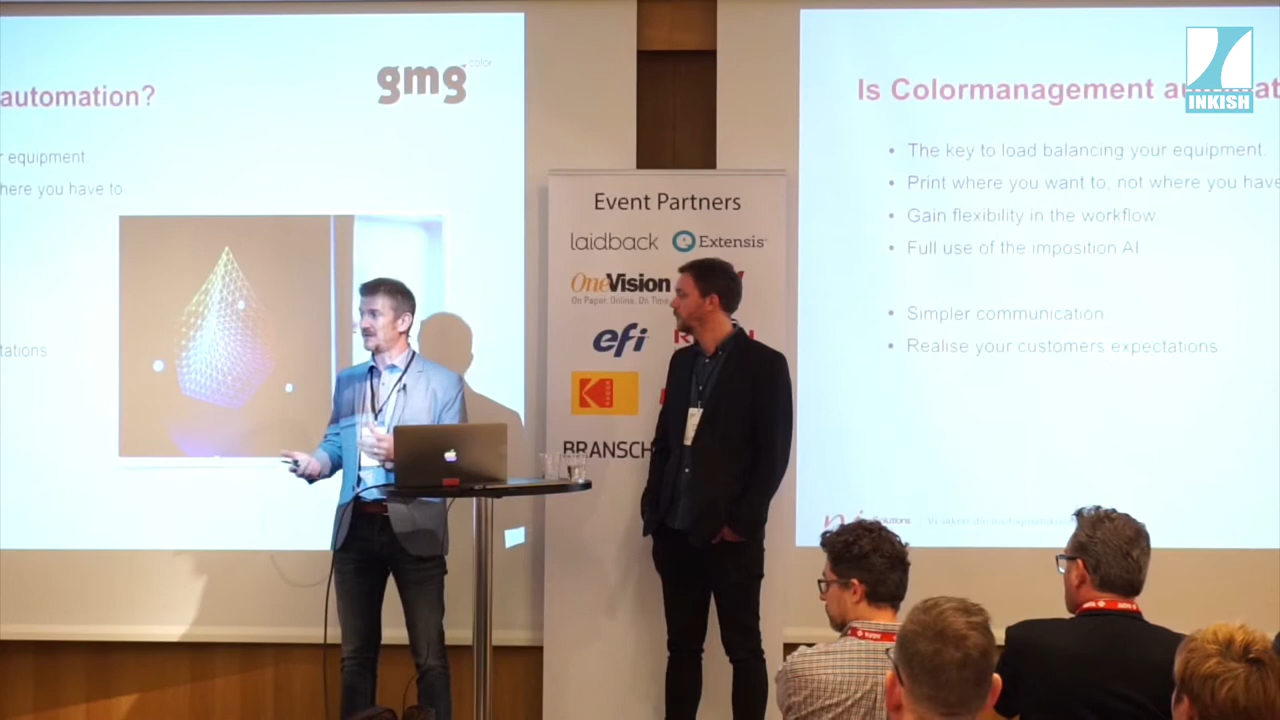 automation?
gmg
color
equipment
here you have to
tations
Event Partners
laidback
Extensis
OneVision
On Paper. Online. On Time.
efi
KODAK
BRANSCH
Is Colormanagement
• The key to load balancing your equipment.
• Print where you want to, not where you have
• Gain flexibility in the workflow.
• Full use of the imposition AI
• Simpler communication
• Realise your customers expectations
Solutions
INKISH